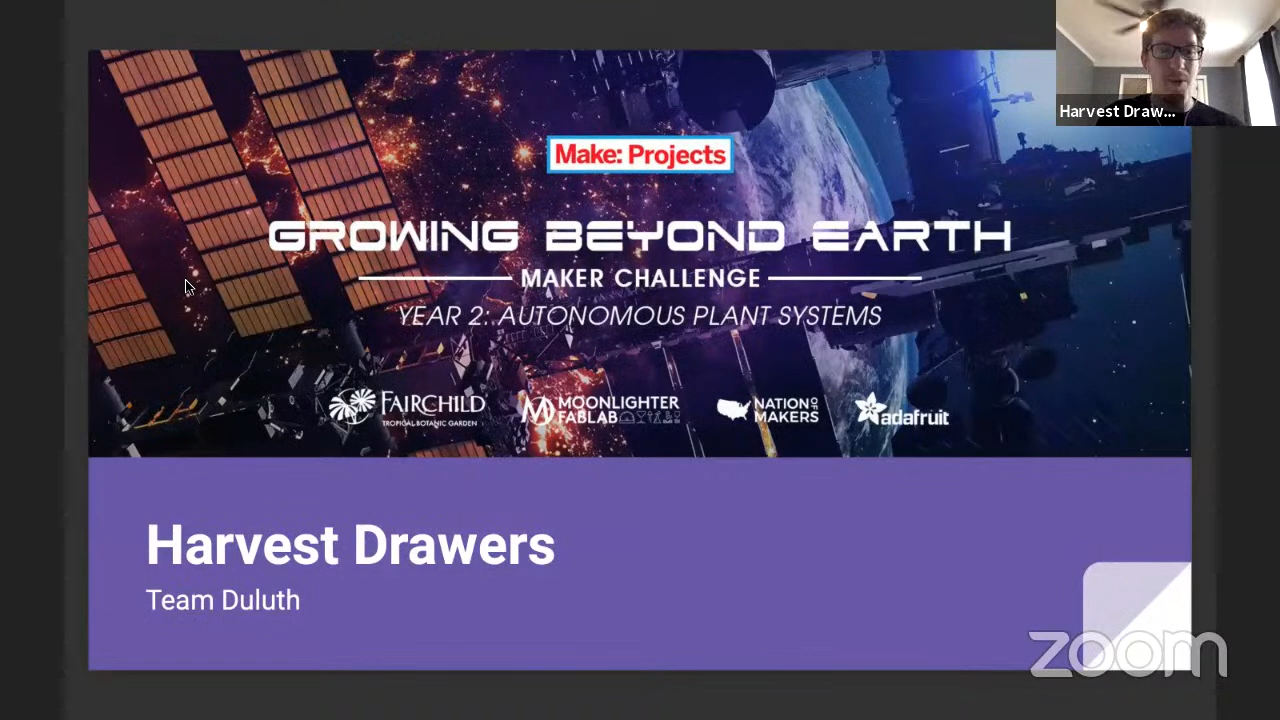 Harvest Draw...
Make: Projects
GROWING BEYOND EARTH
MAKER CHALLENGE
YEAR 2: AUTONOMOUS PLANT SYSTEMS
FAIRCHILD
TROPICAL BOTANIC GARDEN
MOONLIGHTER
FABLAB
NATION OF
MAKERS
adafruit
Harvest Drawers
Team Duluth
zoom